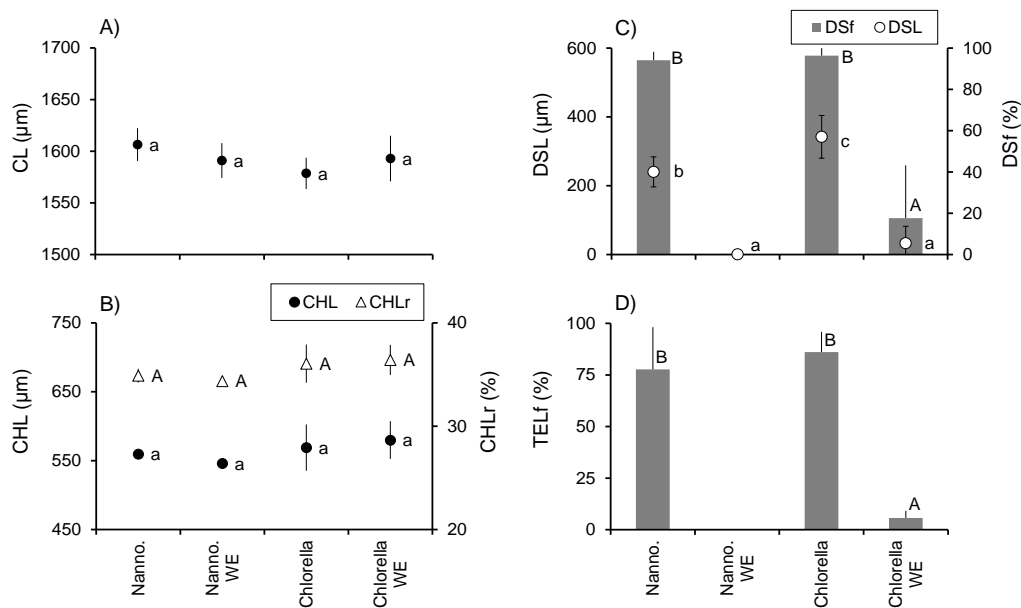 A)
1700
1650
1600
1550
1500
CL (µm)
a
a
a
a
B)
CHL
CHLr
750
650
550
450
CHL (µm)
40
30
20
CHLr (%)
A
A
A
A
a
a
a
a
Nanno.
Nanno.
WE
Chlorella
Chlorella
WE
C)
DSf
DSL
600
400
200
0
DSL (µm)
100
80
60
40
20
0
DSf (%)
B
b
a
B
c
A
a
D)
100
75
50
25
0
TELf (%)
B
B
A
Nanno.
Nanno.
WE
Chlorella
Chlorella
WE